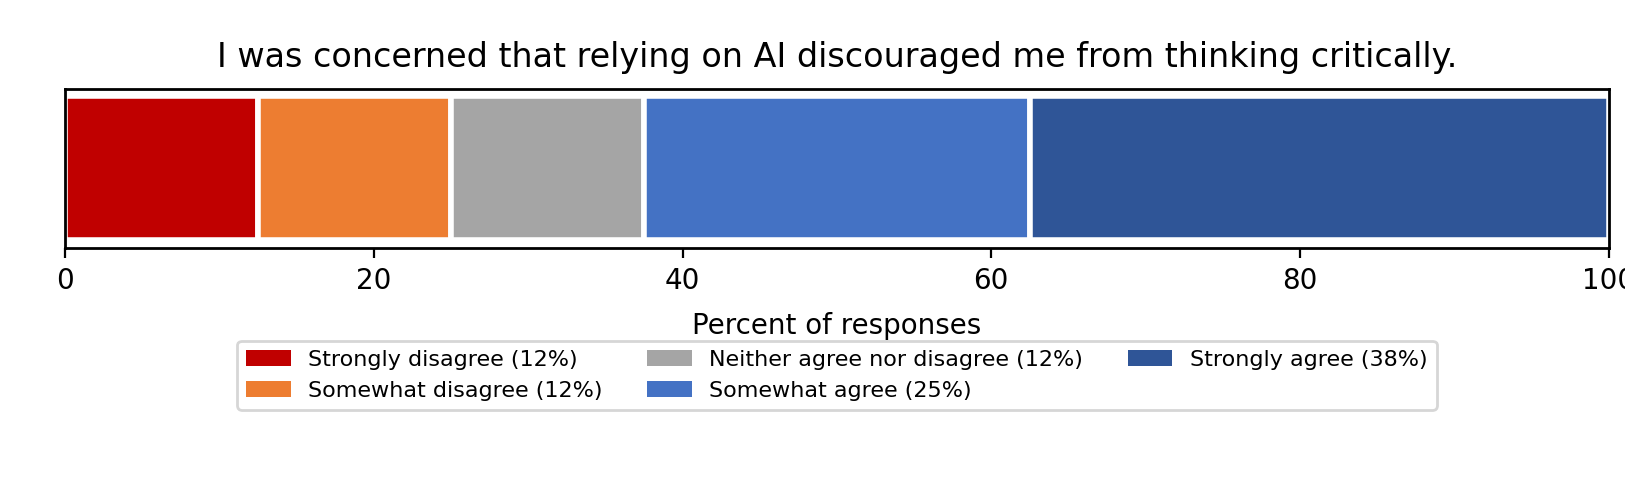 I was concerned that relying on AI discouraged me from thinking critically.
0 20 40 60 80 100
Percent of responses
Strongly disagree (12%) Neither agree nor disagree (12%) Strongly agree (38%)
Somewhat disagree (12%) Somewhat agree (25%)